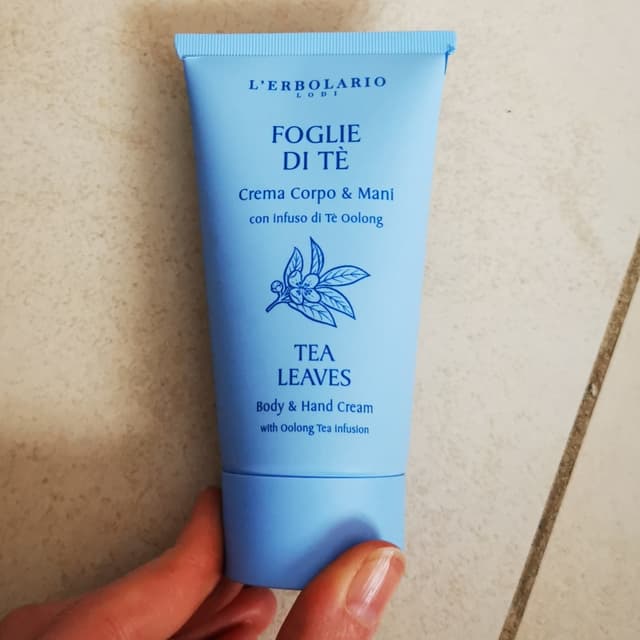 L'ERBOLARIO
LODI
FOGLIE
DI TÈ
Crema Corpo & Mani
con Infuso di Tè Oolong
TEA
LEAVES
Body & Hand Cream
with Oolong Tea Infusion